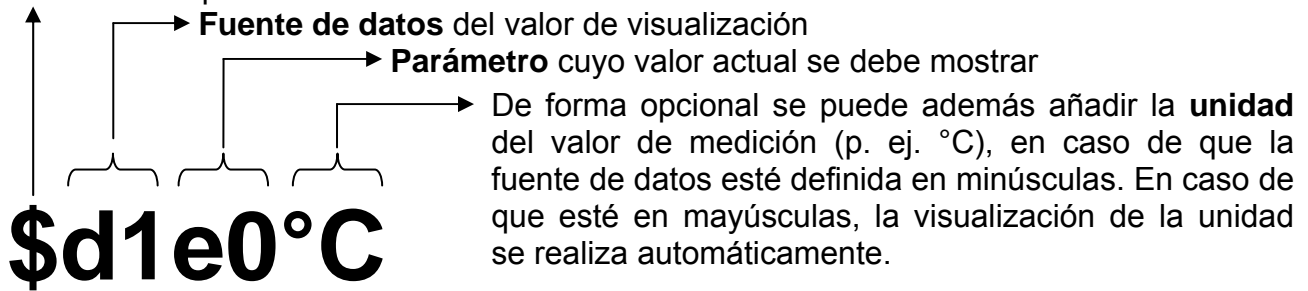 Fuente de datos del valor de visualización
Parámetro cuyo valor actual se debe mostrar
De forma opcional se puede además añadir la unidad
del valor de medición (p. ej. °C), en caso de que la
fuente de datos esté definida en minúsculas. En caso de
que esté en mayúsculas, la visualización de la unidad
se realiza automáticamente.
$d1e0°C